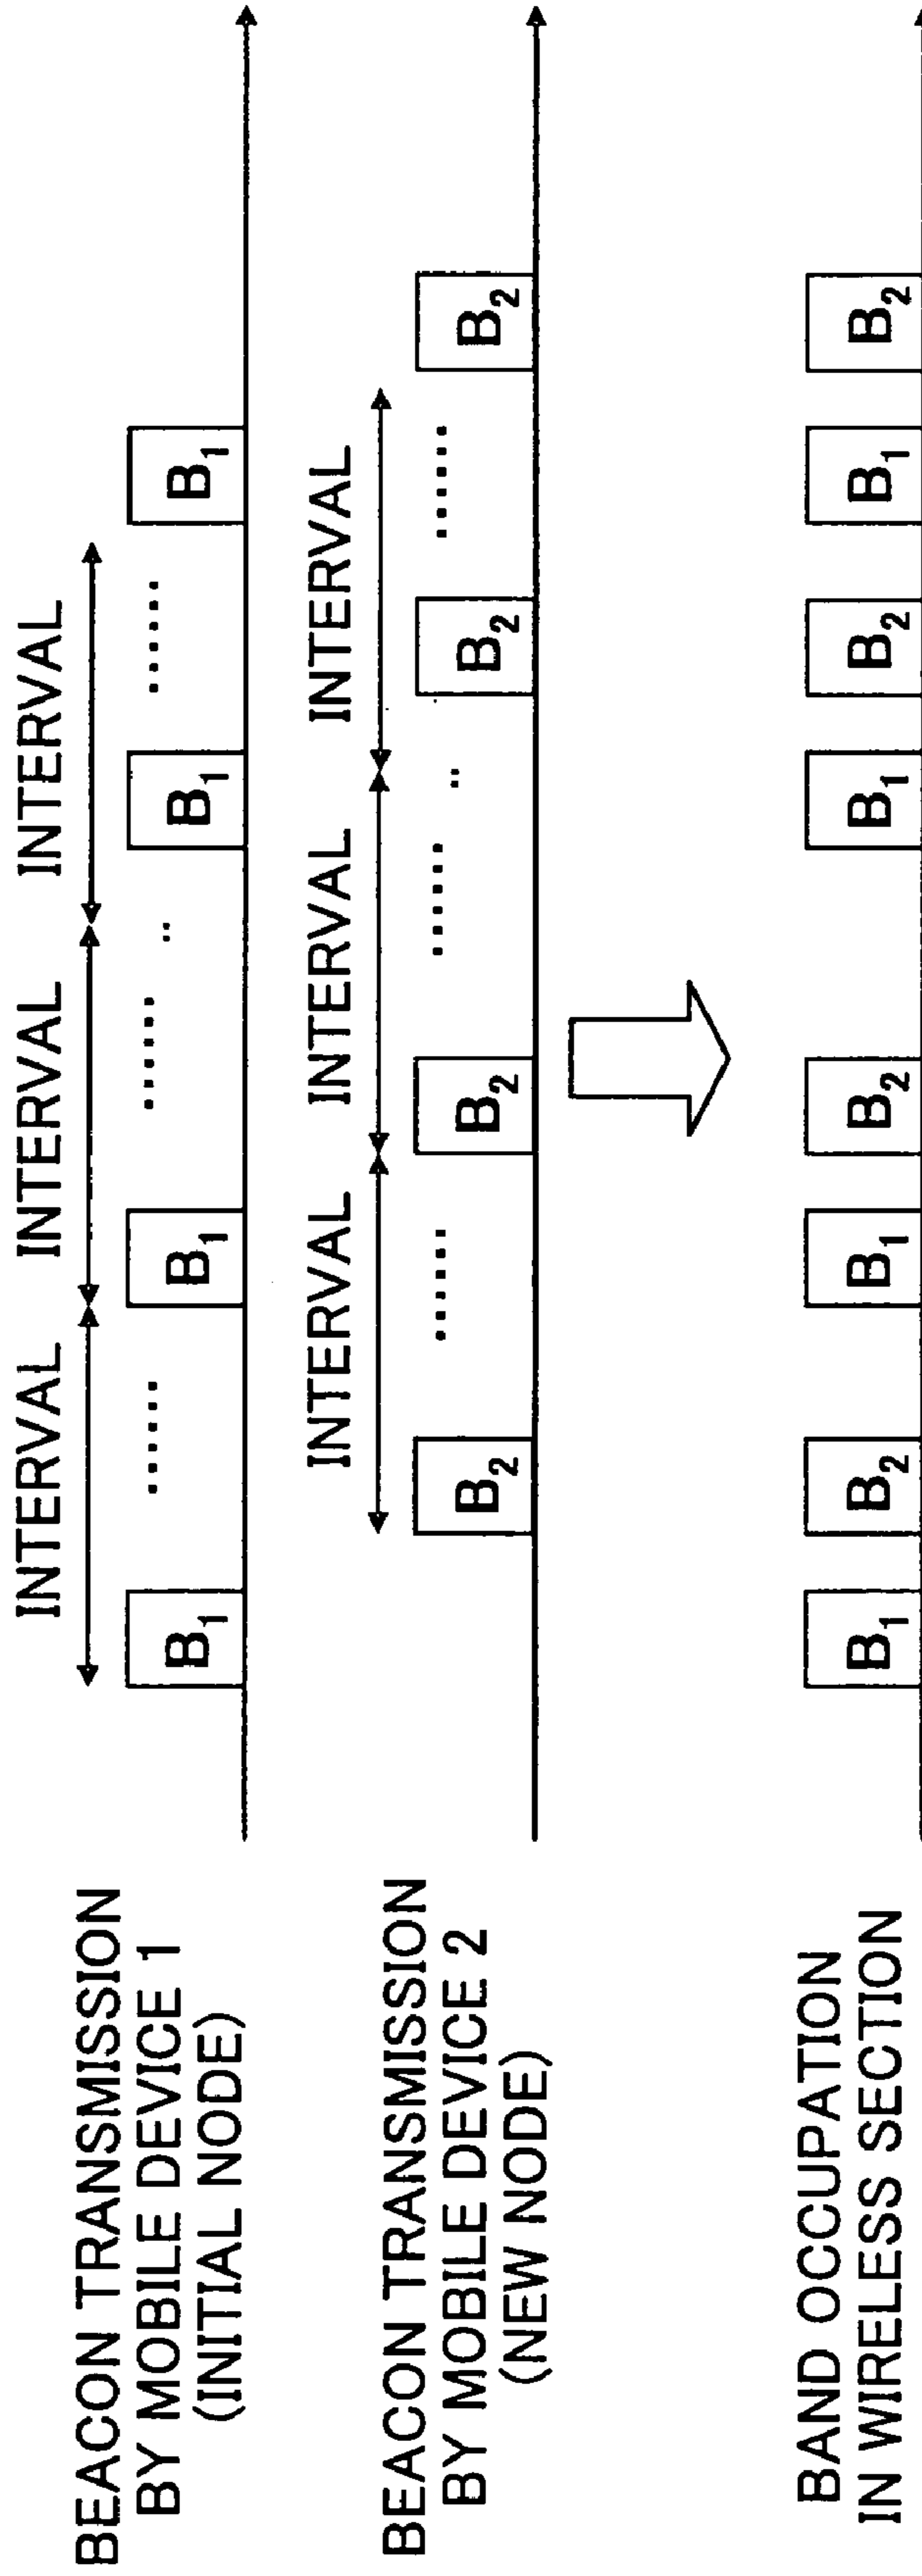 INTERVAL INTERVAL INTERVAL
BEACON TRANSMISSION
BY MOBILE DEVICE 1
(INITIAL NODE)
B1 ...... B1 ...... .. B1 ...... B1
INTERVAL INTERVAL INTERVAL
BEACON TRANSMISSION
BY MOBILE DEVICE 2
(NEW NODE)
B2 ...... B2 ...... .. B2 ...... B2
BAND OCCUPATION
IN WIRELESS SECTION
B1 B2 B1 B2 B1 B2 B1 B2